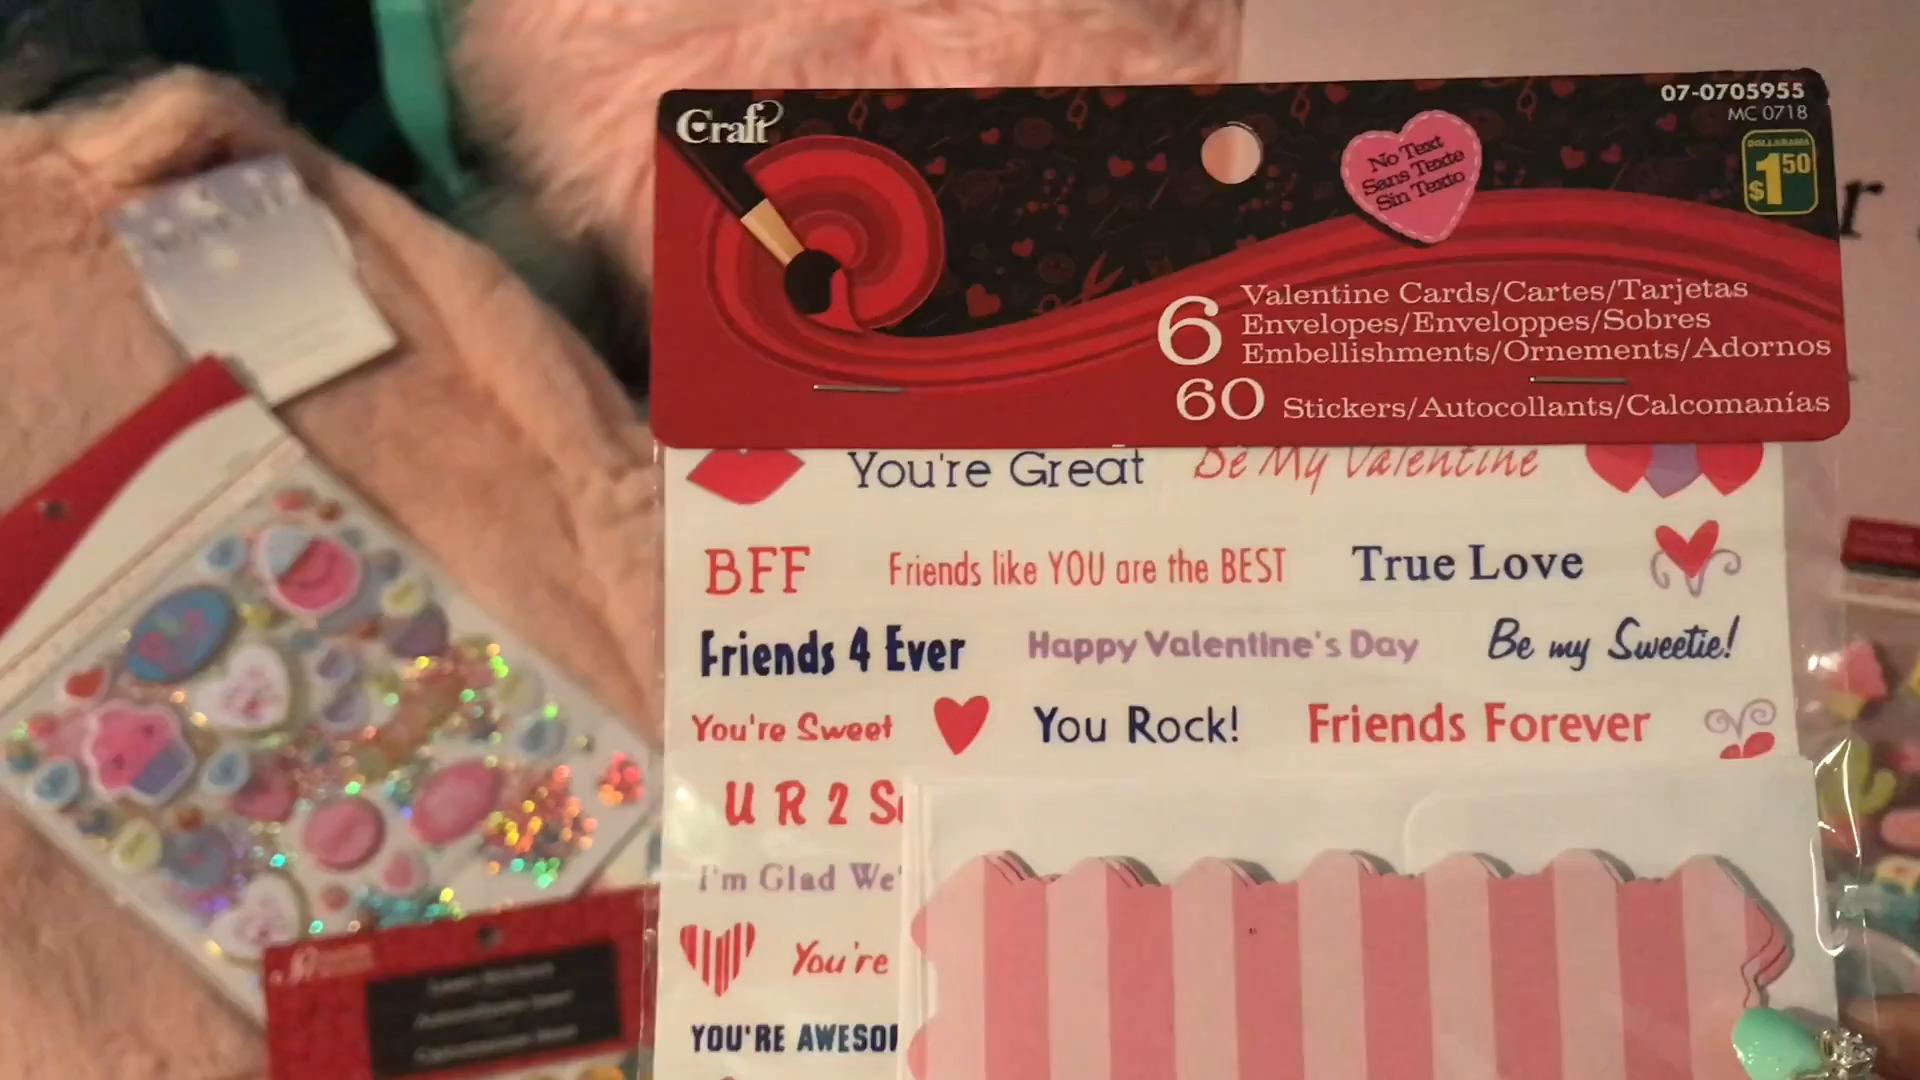 Craft
07-0705955
MC 0718
DOLLARAMA
$1.50
No Text
Sans Texte
Sin Texto
6 Valentine Cards/Cartes/Tarjetas
Envelopes/Enveloppes/Sobres
Embellishments/Ornements/Adornos
60 Stickers/Autocollants/Calcomanías
You're Great Be My Valentine
BFF Friends like YOU are the BEST True Love
Friends 4 Ever Happy Valentine's Day Be my Sweetie!
You're Sweet You Rock! Friends Forever
U R 2
I'm Glad We'
You're
YOU'RE